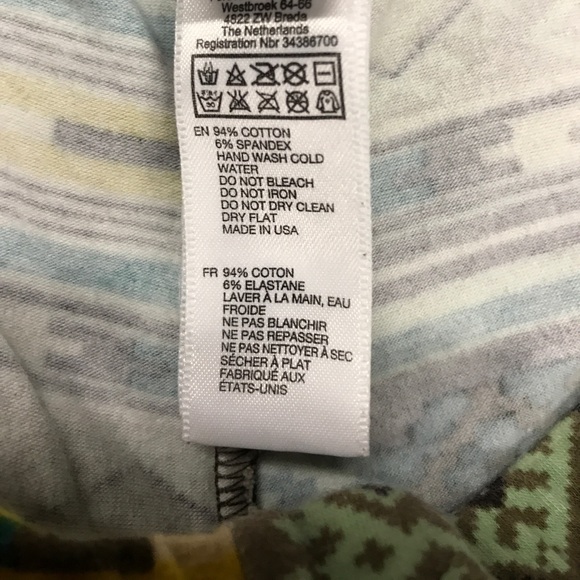 Westbroek 64-66
4822 ZW Breda
The Netherlands
Registration Nbr 34386700
EN 94% COTTON
6% SPANDEX
HAND WASH COLD
WATER
DO NOT BLEACH
DO NOT IRON
DO NOT DRY CLEAN
DRY FLAT
MADE IN USA
FR 94% COTON
6% ELASTANE
LAVER À LA MAIN, EAU
FROIDE
NE PAS BLANCHIR
NE PAS REPASSER
NE PAS NETTOYER À SEC
SÉCHER À PLAT
FABRIQUÉ AUX
ÉTATS-UNIS